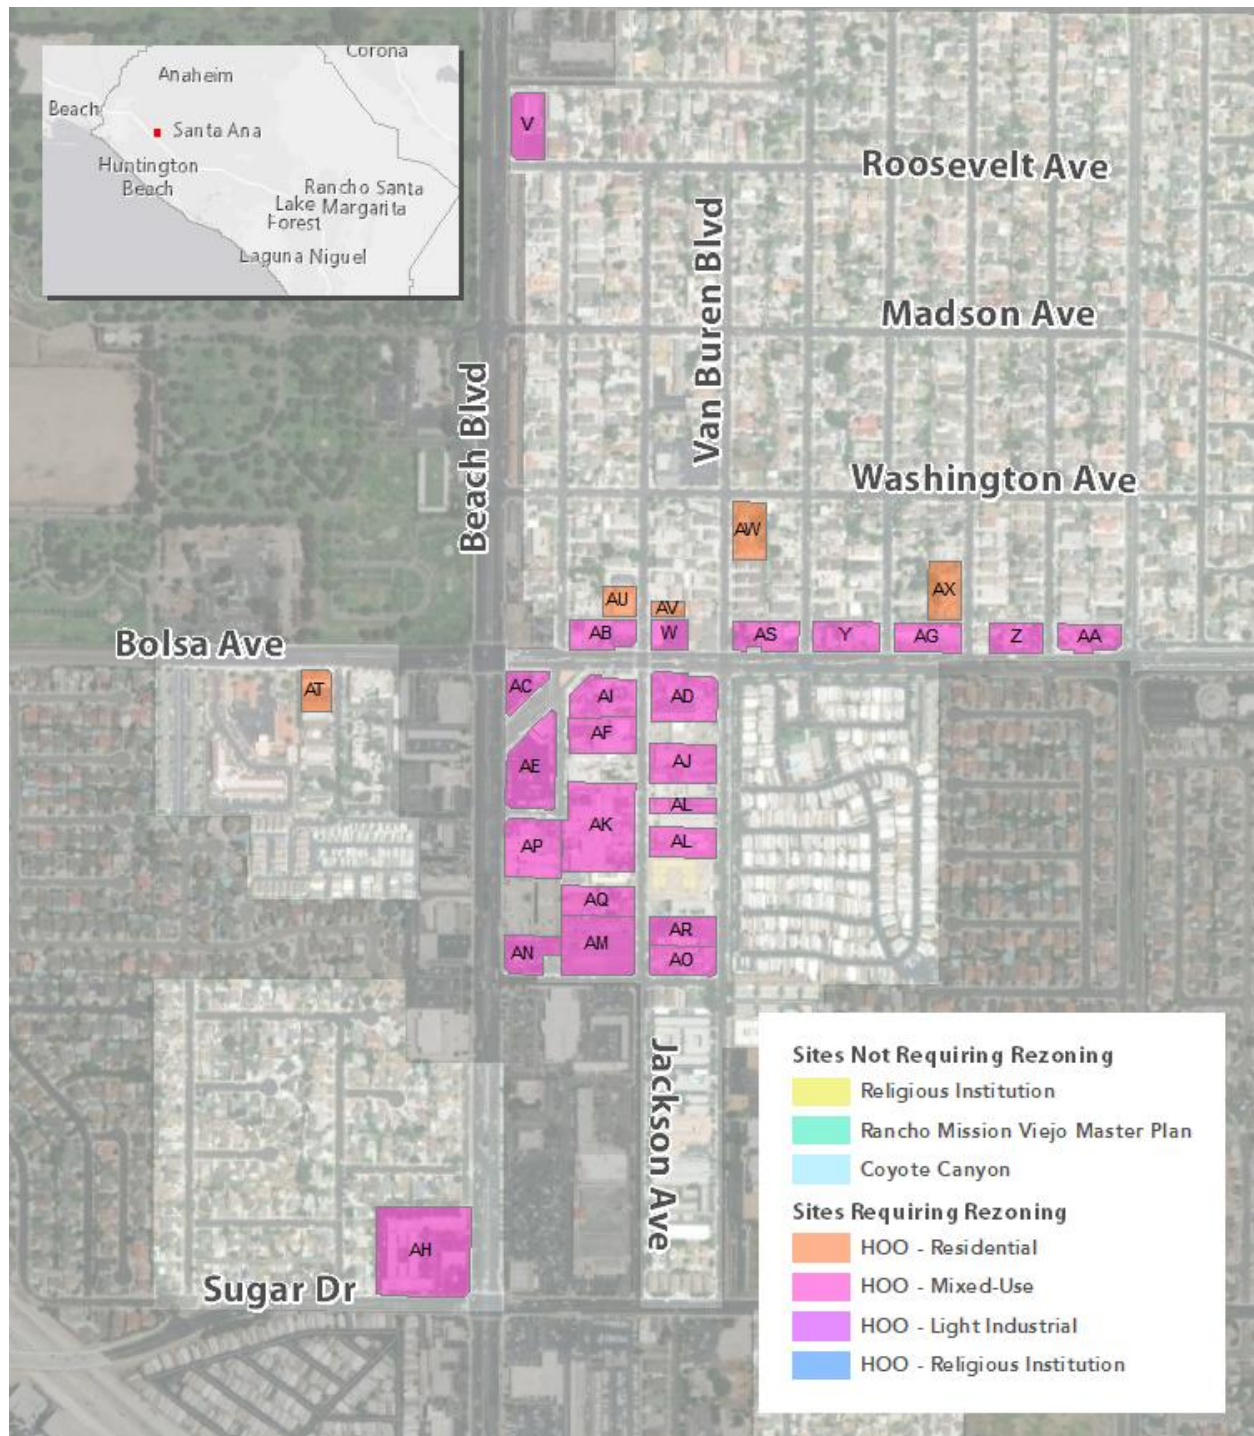 Corona
Anaheim
Beach
Santa Ana
Huntington
Beach
Rancho Santa
Lake Margarita
Forest
Laguna Niguel
V
Roosevelt Ave
Van Buren Blvd
Madson Ave
Beach Blvd
Washington Ave
AW
AX
AU
AV
AB
W
AS
Y
AG
Z
AA
Bolsa Ave
AT
AC
AI
AD
AF
AE
AJ
AL
AK
AP
AL
AQ
AR
AN
AM
AO
Jackson Ave
AH
Sugar Dr
Sites Not Requiring Rezoning
Religious Institution
Rancho Mission Viejo Master Plan
Coyote Canyon
Sites Requiring Rezoning
HOO - Residential
HOO - Mixed-Use
HOO - Light Industrial
HOO - Religious Institution